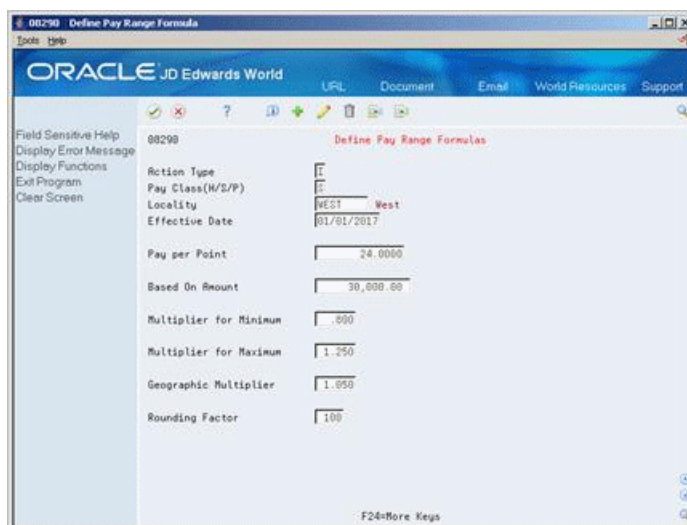 08290 Define Pay Range Formula
Tools Help
ORACLE JD Edwards World
URL Document Email World Resources Support
Field Sensitive Help
Display Error Message
Display Functions
Exit Program
Clear Screen
08290 Define Pay Range Formulas
Action Type I
Pay Class(H/S/P) S
Locality WEST West
Effective Date 01/01/2017
Pay per Point 24.0000
Based On Amount 30,000.00
Multiplier for Minimum .800
Multiplier for Maximum 1.250
Geographic Multiplier 1.050
Rounding Factor 100
F24=More Keys